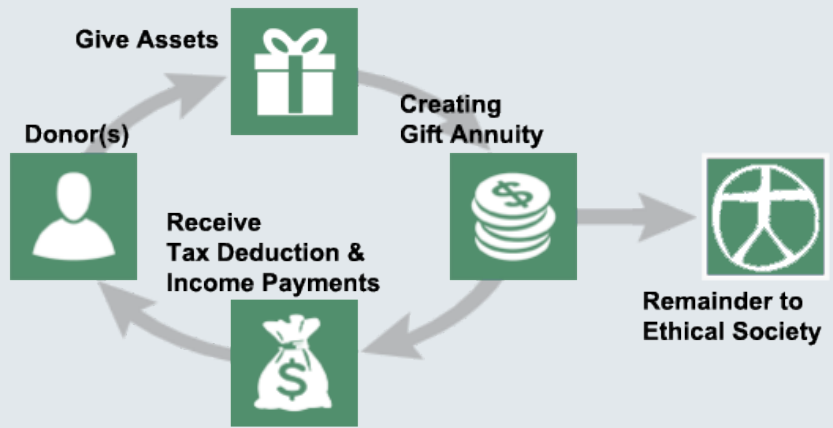 Give Assets
Creating
Gift Annuity
Donor(s)
Receive
Tax Deduction &
Income Payments
$
Remainder to
Ethical Society
$